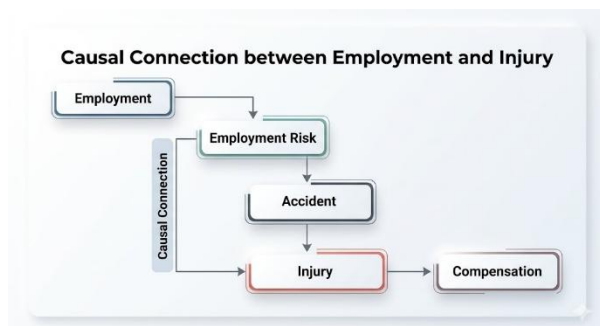 Causal Connection between Employment and Injury
Employment
Employment Risk
Causal Connection
Accident
Injury
Compensation